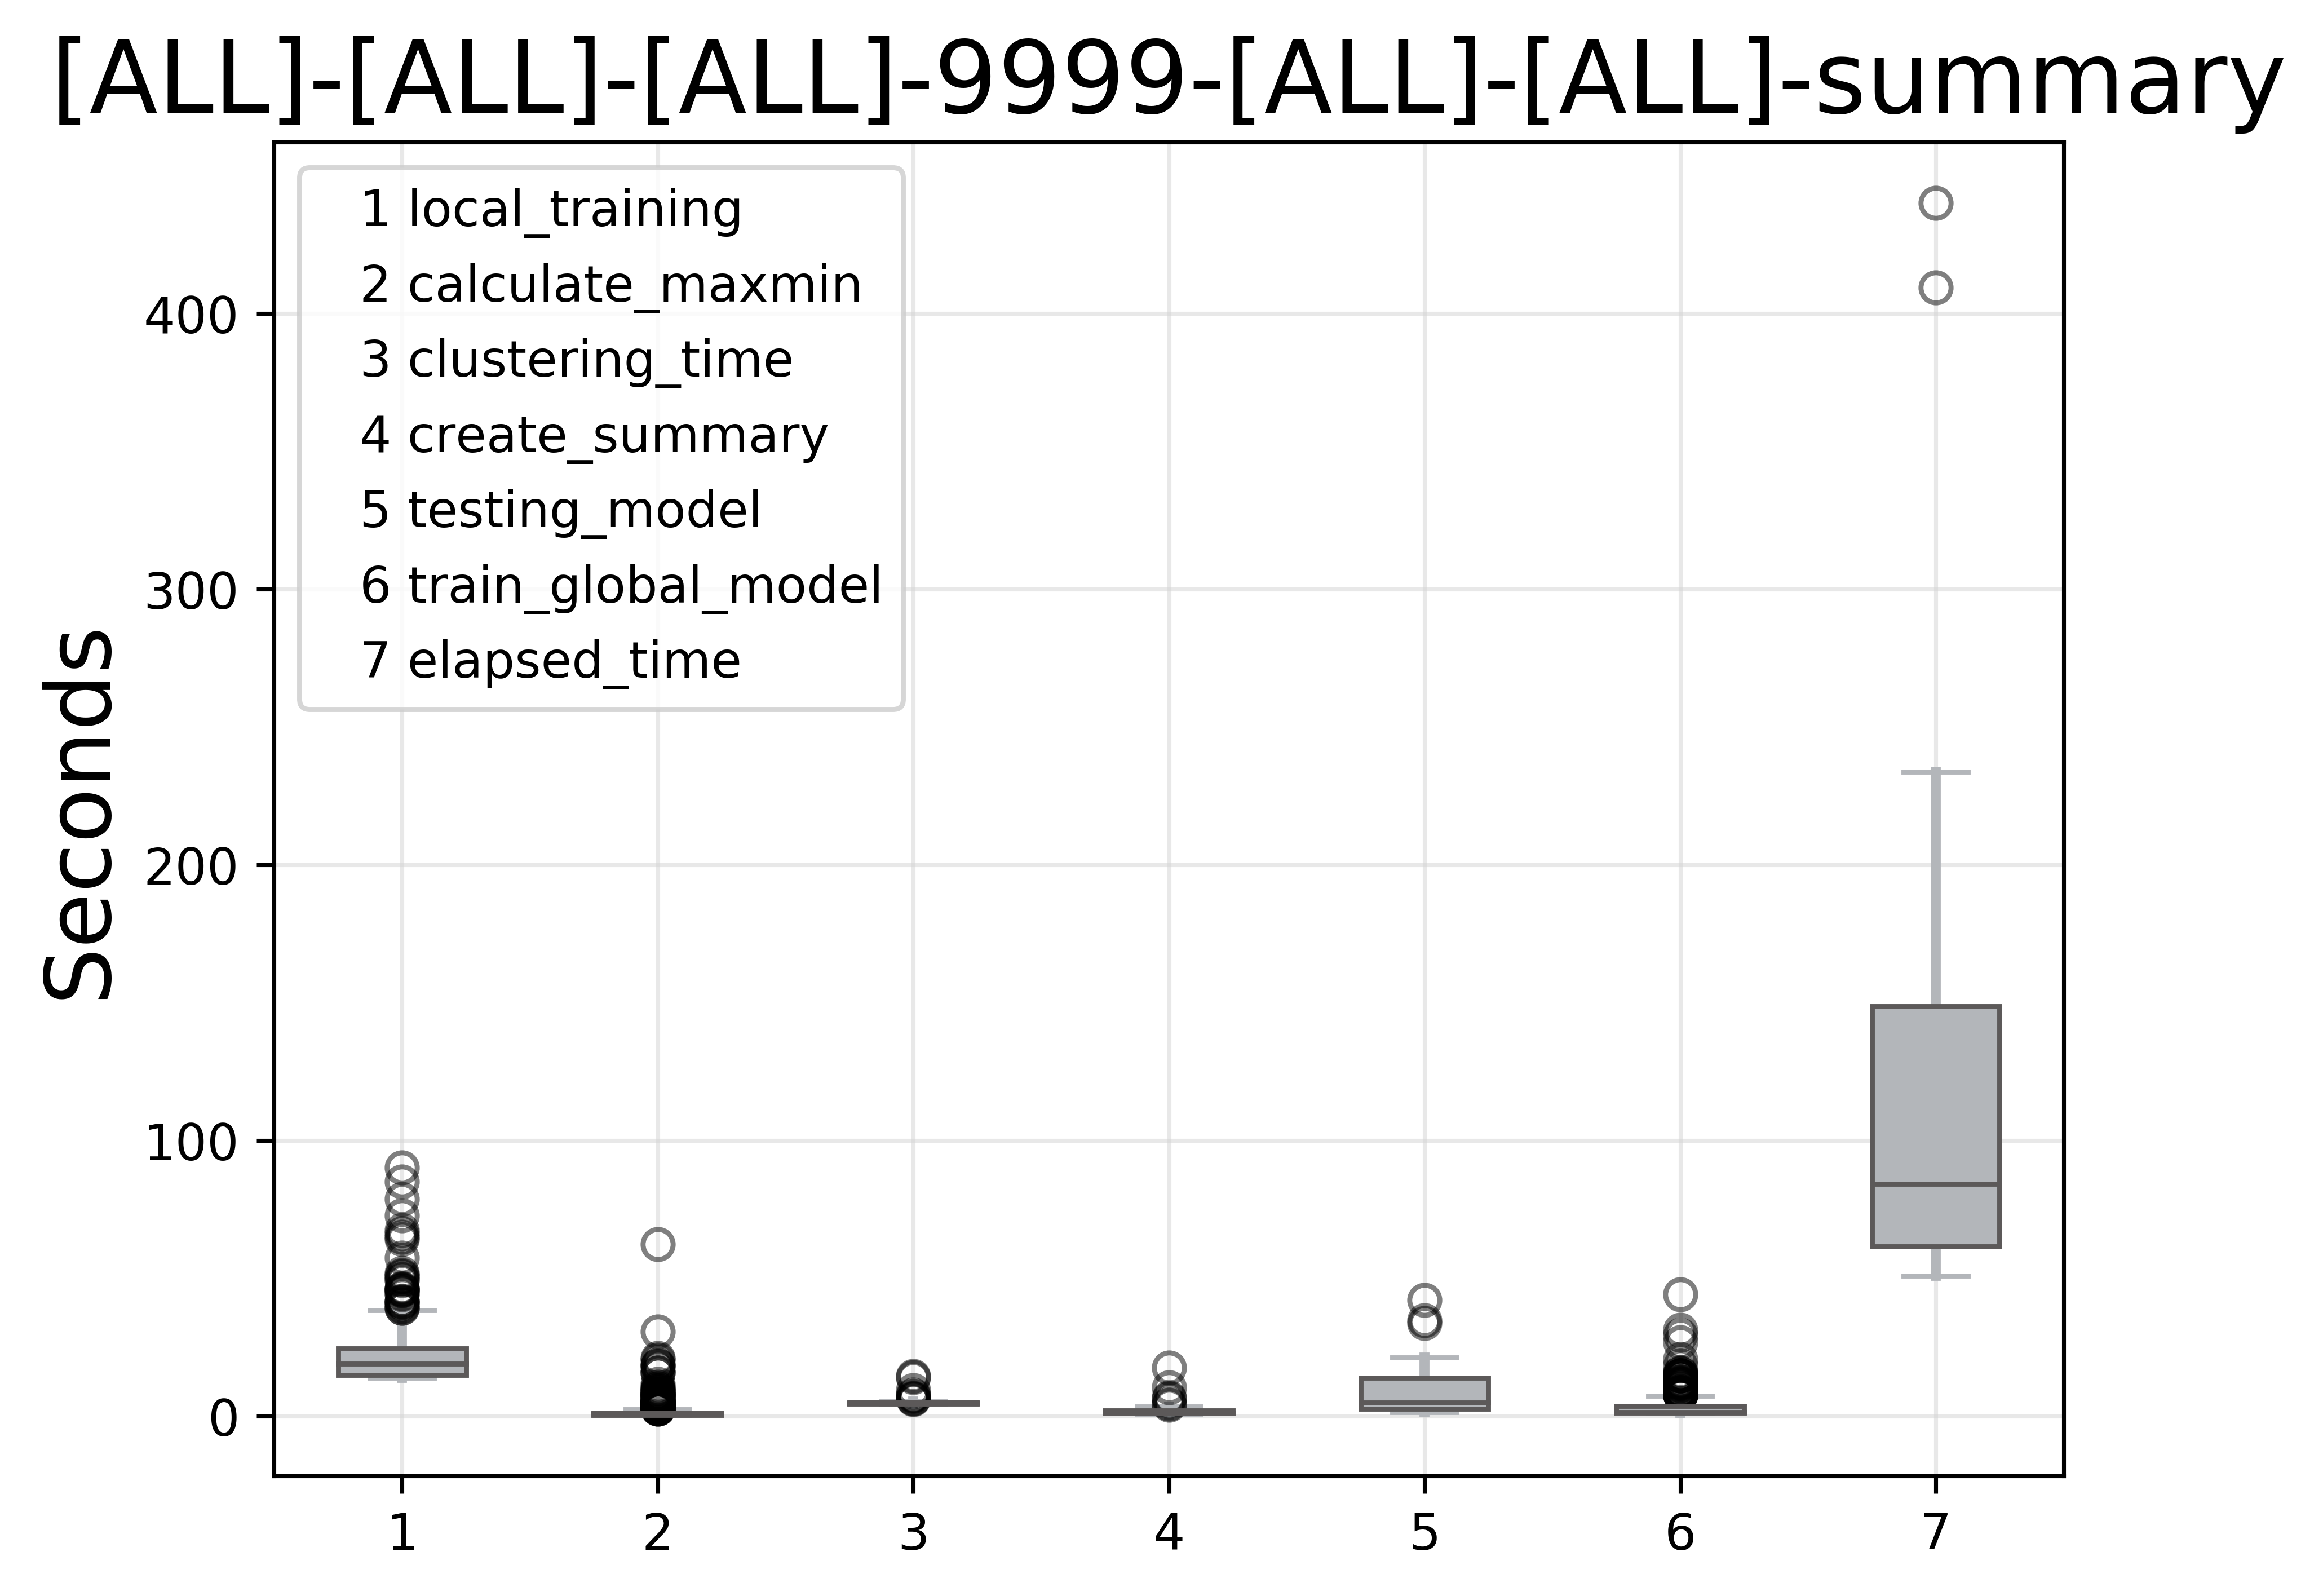 [ALL]-[ALL]-[ALL]-9999-[ALL]-[ALL]-summary
1 local_training
2 calculate_maxmin
3 clustering_time
4 create_summary
5 testing_model
6 train_global_model
7 elapsed_time
Seconds
400
300
200
100
0
1 2 3 4 5 6 7